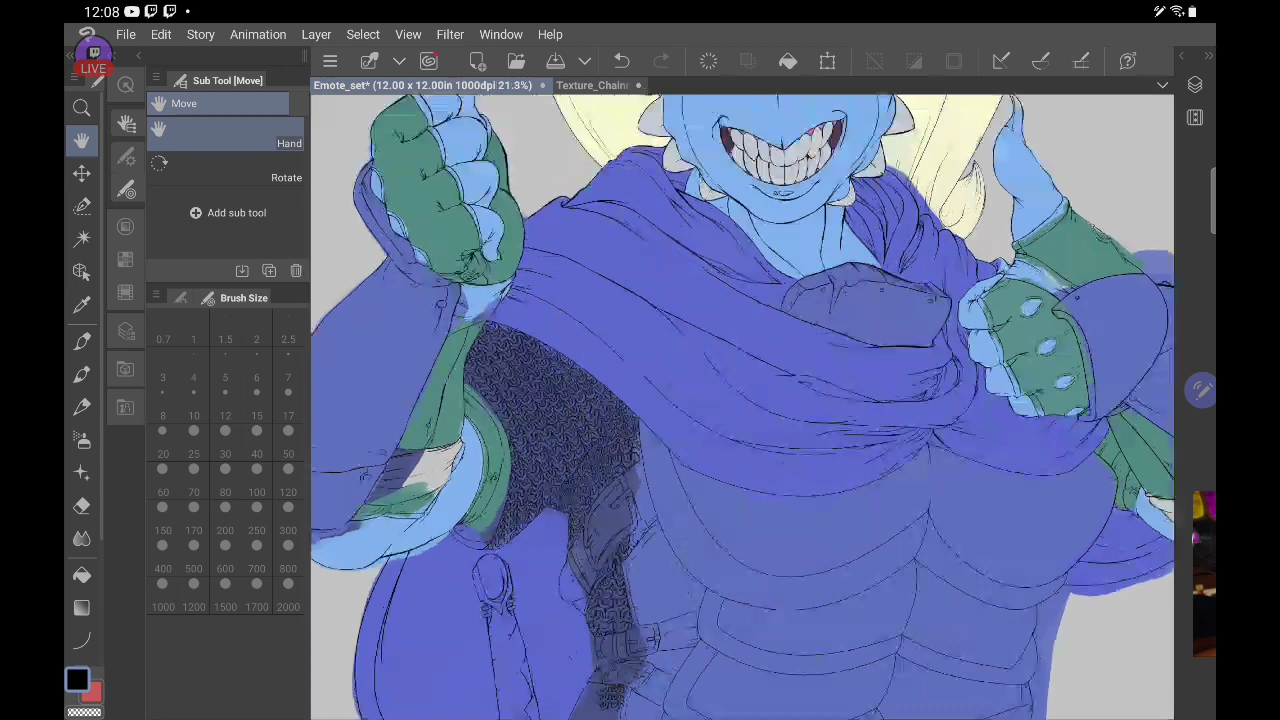 12:08
LIVE
File Edit Story Animation Layer Select View Filter Window Help
Sub Tool [Move]
Emote_set* (12.00 x 12.00in 1000dpi 21.3%)
Texture_Chain
Move
Hand
Rotate
Add sub tool
Brush Size
0.7 1 1.5 2 2.5
3 4 5 6 7
8 10 12 15 17
20 25 30 40 50
60 70 80 100 120
150 170 200 250 300
400 500 600 700 800
1000 1200 1500 1700 2000